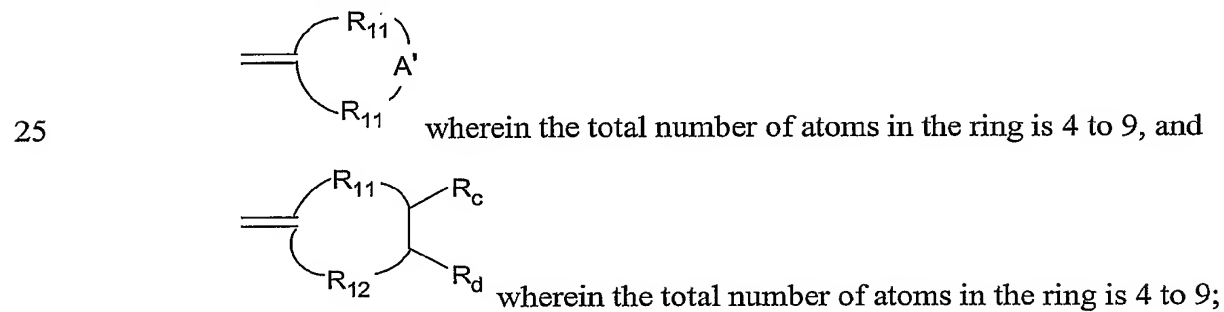 R11
A'
R11
25 wherein the total number of atoms in the ring is 4 to 9, and
R11 Rc
R12 Rd
wherein the total number of atoms in the ring is 4 to 9;